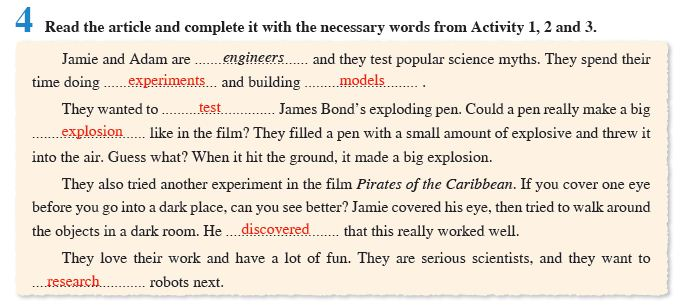 4 Read the article and complete it with the necessary words from Activity 1, 2 and 3.
Jamie and Adam are .......engineers...... and they test popular science myths. They spend their
time doing ......experiments... and building .........models........ .
They wanted to .........test............. James Bond's exploding pen. Could a pen really make a big
.......explosion...... like in the film? They filled a pen with a small amount of explosive and threw it
into the air. Guess what? When it hit the ground, it made a big explosion.
They also tried another experiment in the film Pirates of the Caribbean. If you cover one eye
before you go into a dark place, can you see better? Jamie covered his eye, then tried to walk around
the objects in a dark room. He ....discovered....... that this really worked well.
They love their work and have a lot of fun. They are serious scientists, and they want to
....research........... robots next.